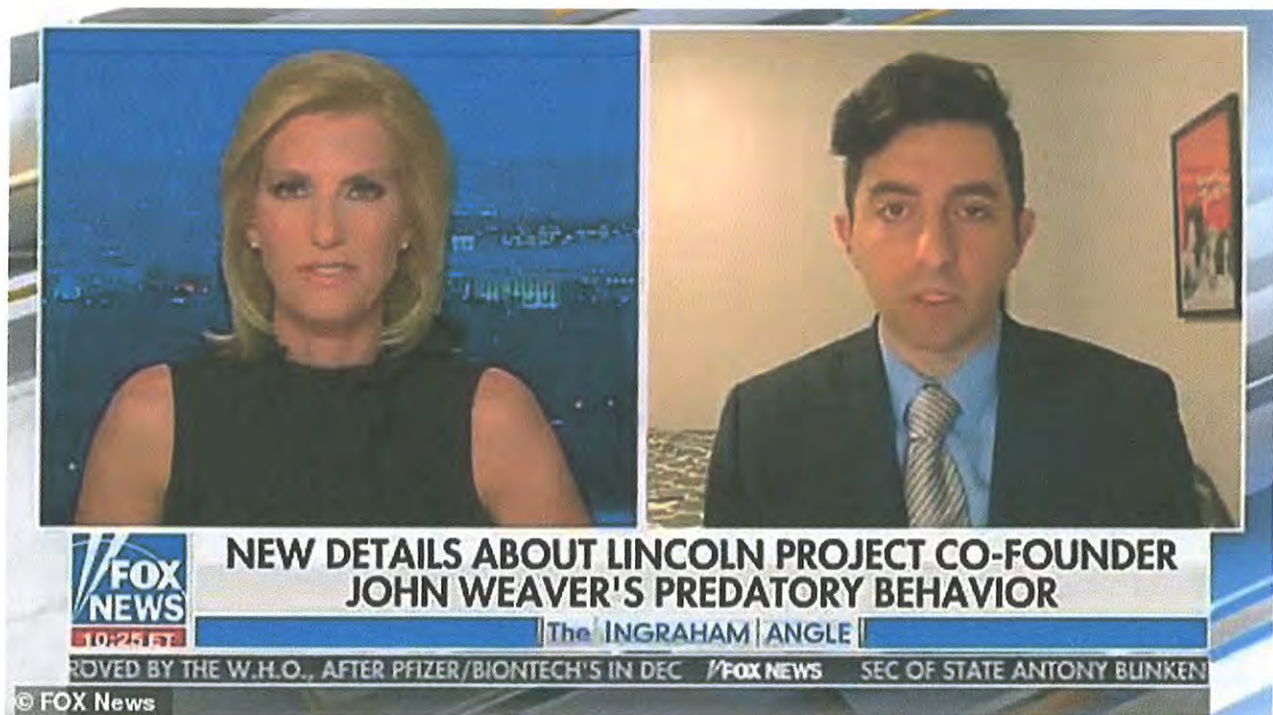 NEW DETAILS ABOUT LINCOLN PROJECT CO-FOUNDER
JOHN WEAVER'S PREDATORY BEHAVIOR
FOX
NEWS
10:25 ET
The INGRAHAM ANGLE
ROVED BY THE W.H.O., AFTER PFIZER/BIONTECH'S IN DEC FOX NEWS SEC OF STATE ANTONY BLINKEN
© FOX News